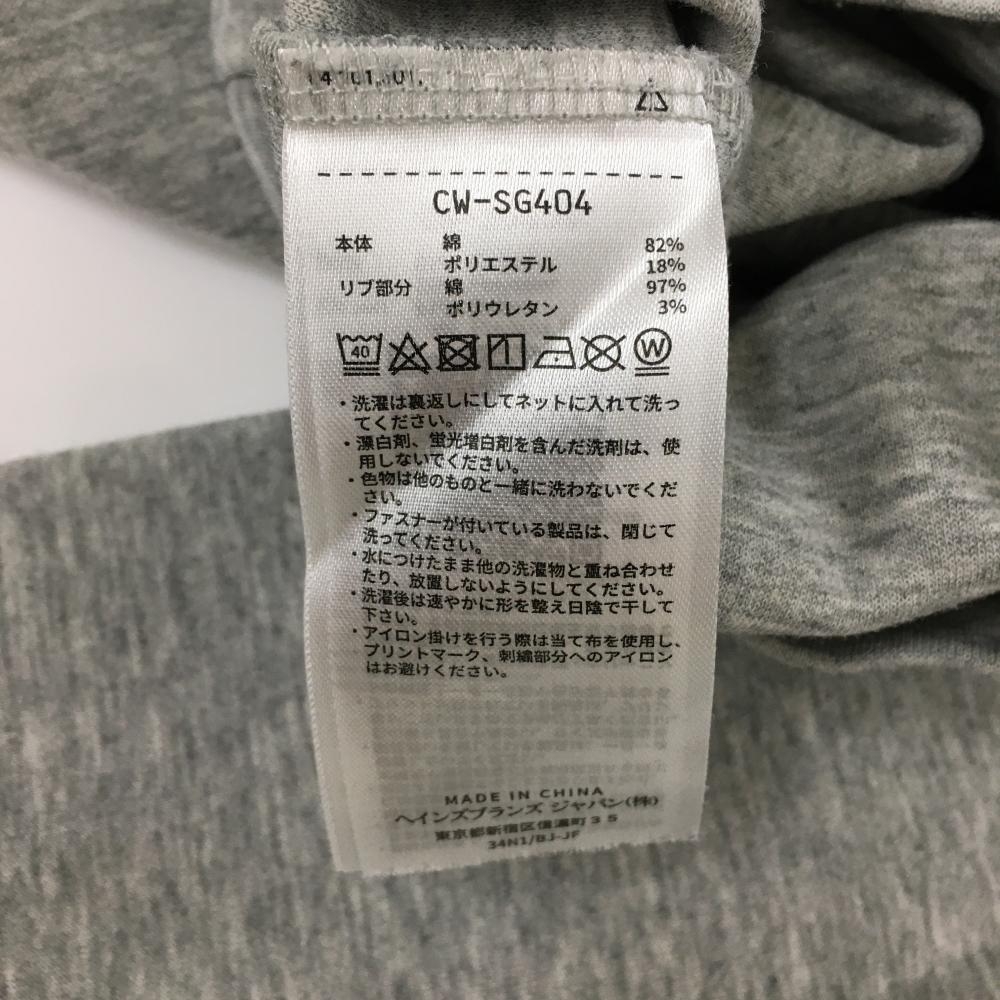 CW-SG404
本体 綿 82%
ポリエステル 18%
リブ部分 綿 97%
ポリウレタン 3%
40 W
・洗濯は裏返しにしてネットに入れて洗っ
てください。
・漂白剤、蛍光増白剤を含んだ洗剤は、使
用しないでください。
・色物は他のものと一緒に洗わないでくだ
さい。
・ファスナーが付いている製品は、閉じて
洗ってください。
・水につけたまま他の洗濯物と重ね合わせ
たり、放置しないようにしてください。
・洗濯後は速やかに形を整え日陰で干して
下さい。
・アイロン掛けを行う際は当て布を使用し、
プリントマーク、刺繍部分へのアイロン
はお避けください。
MADE IN CHINA
ヘインズブランズ ジャパン(株)
東京都新宿区信濃町35
34N1/BJ-JF